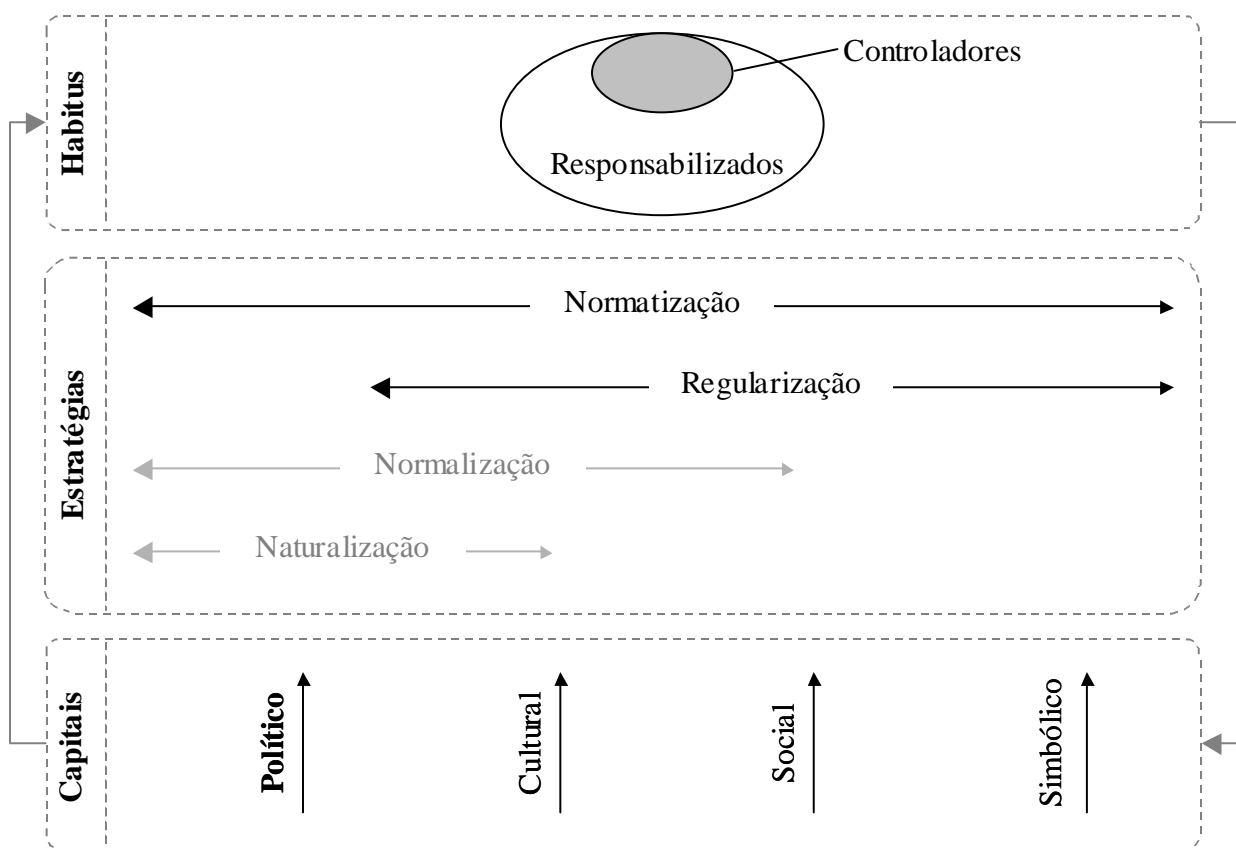 Habitus
Controladores
Responsabilizados
Estratégias
Normatização
Regularização
Normalização
Naturalização
Capitais
Político
Cultural
Social
Simbólico